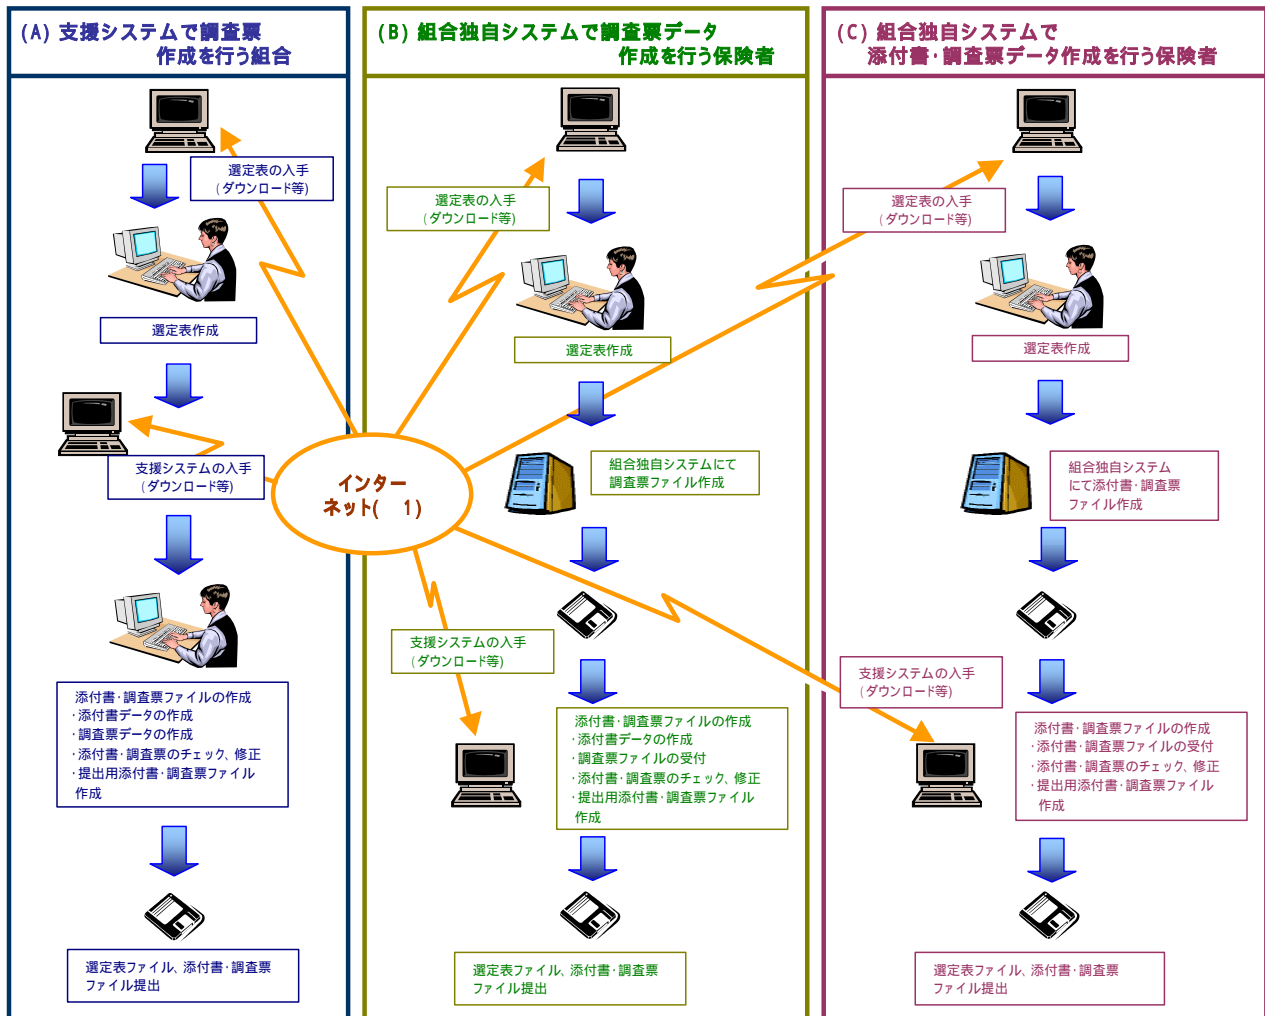 (A) 支援システムで調査票
作成を行う組合
選定表の入手
(ダウンロード等)
選定表作成
支援システムの入手
(ダウンロード等)
添付書・調査票ファイルの作成
・添付書データの作成
・調査票データの作成
・添付書・調査票のチェック、修正
・提出用添付書・調査票ファイル
作成
選定表ファイル、添付書・調査票
ファイル提出
インター
ネット(　1)
(B) 組合独自システムで調査票データ
作成を行う保険者
選定表の入手
(ダウンロード等)
選定表作成
組合独自システムにて
調査票ファイル作成
支援システムの入手
(ダウンロード等)
添付書・調査票ファイルの作成
・添付書データの作成
・調査票ファイルの受付
・添付書・調査票のチェック、修正
・提出用添付書・調査票ファイル
作成
選定表ファイル、添付書・調査票
ファイル提出
(C) 組合独自システムで
添付書・調査票データ作成を行う保険者
選定表の入手
(ダウンロード等)
選定表作成
組合独自システム
にて添付書・調査票
ファイル作成
支援システムの入手
(ダウンロード等)
添付書・調査票ファイルの作成
・添付書・調査票ファイルの受付
・添付書・調査票のチェック、修正
・提出用添付書・調査票ファイル
作成
選定表ファイル、添付書・調査票
ファイル提出